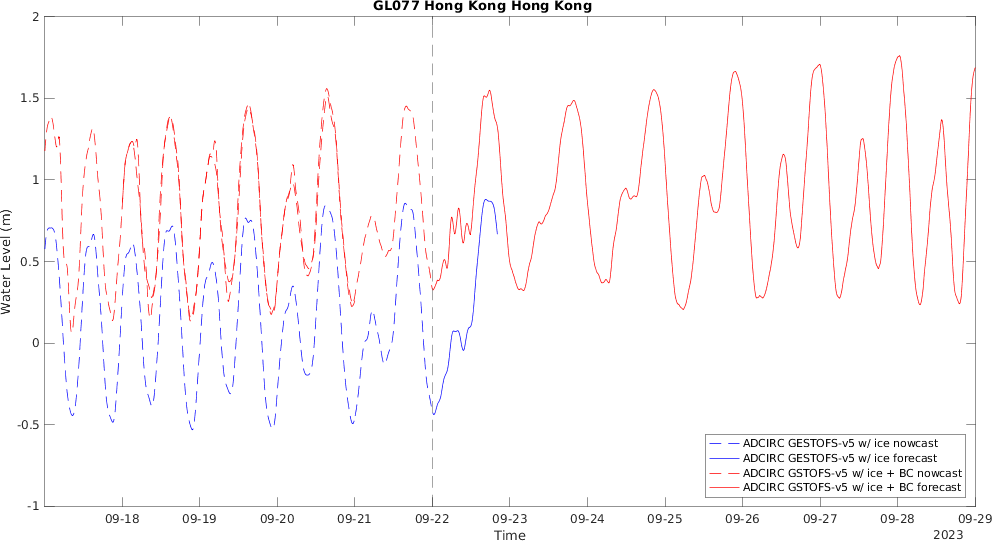 GL077 Hong Kong Hong Kong
2
1.5
1
0.5
0
-0.5
-1
Water Level (m)
ADCIRC GESTOFS-v5 w/ ice nowcast
ADCIRC GESTOFS-v5 w/ ice forecast
ADCIRC GSTOFS-v5 w/ ice + BC nowcast
ADCIRC GSTOFS-v5 w/ ice + BC forecast
09-18 09-19 09-20 09-21 09-22 09-23 09-24 09-25 09-26 09-27 09-28 09-29
Time
2023